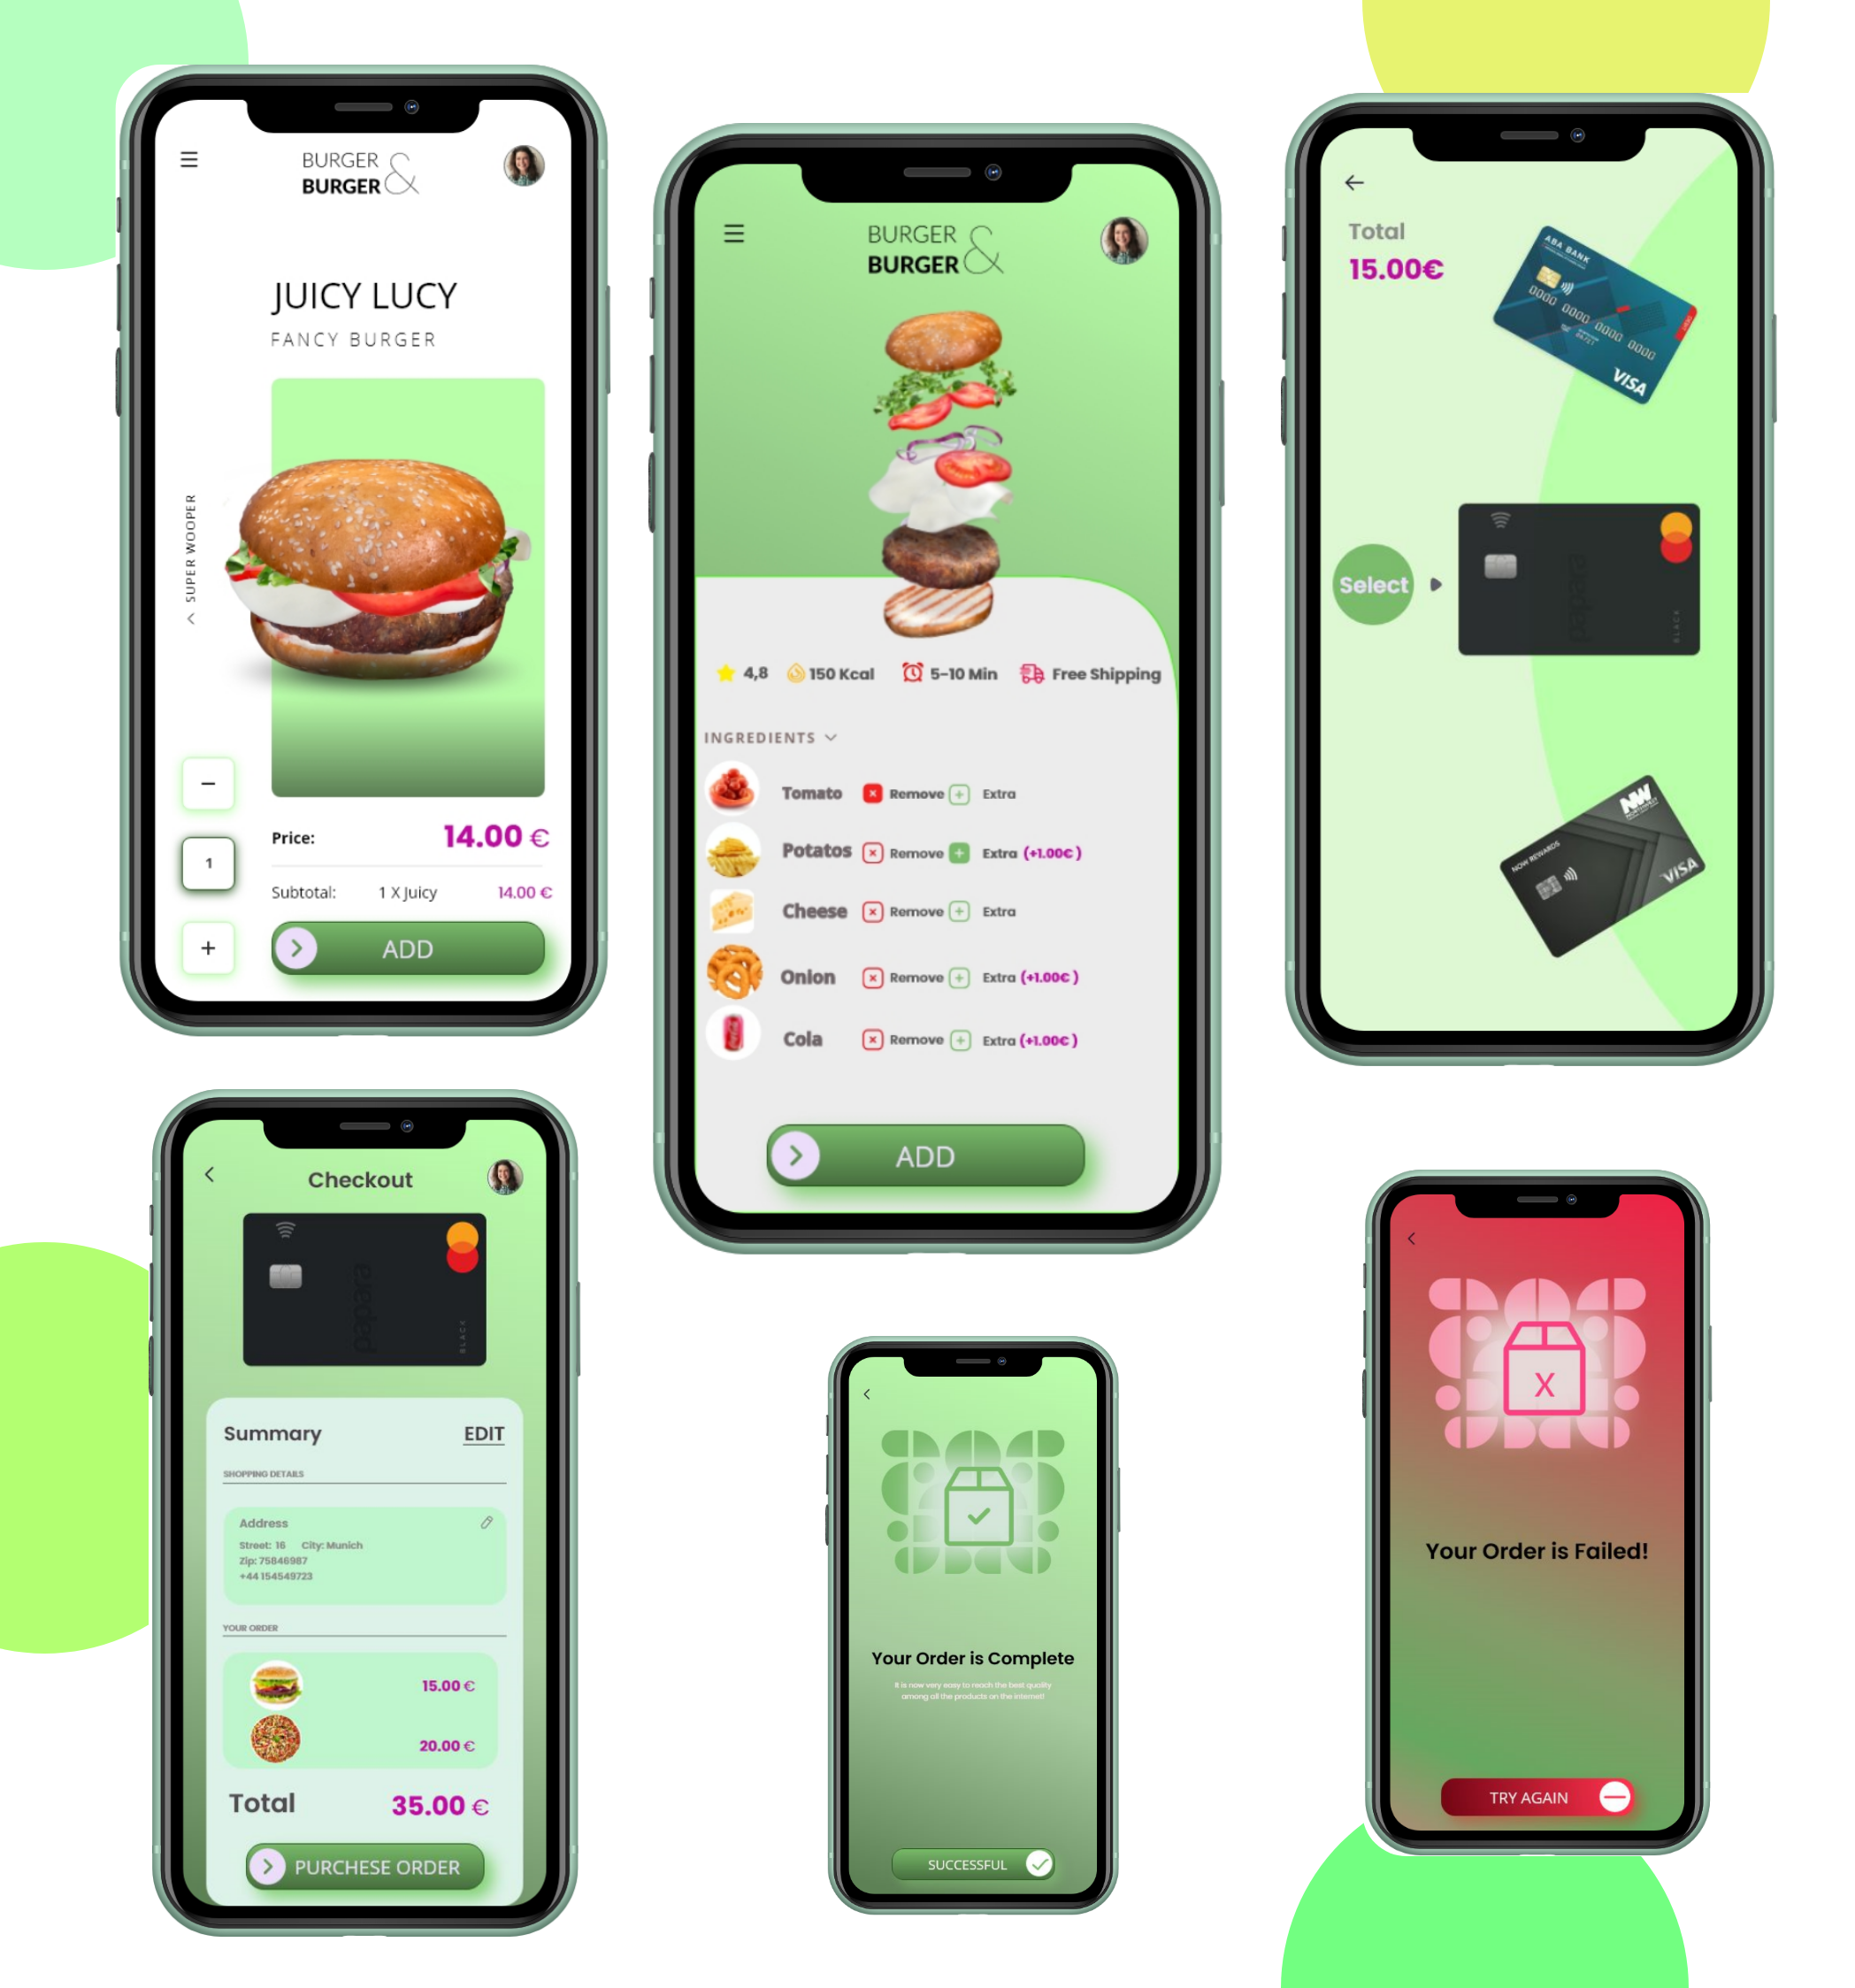 BURGER &
BURGER
JUICY LUCY
FANCY BURGER
< SUPER WOOPER
−
1
+
Price: 14.00 €
Subtotal: 1 X Juicy 14.00 €
ADD
BURGER &
BURGER
4,8 150 Kcal 5-10 Min Free Shipping
INGREDIENTS
Tomato × Remove + Extra
Potatos × Remove + Extra (+1.00€)
Cheese × Remove + Extra
Onion × Remove + Extra (+1.00€)
Cola × Remove + Extra (+1.00€)
ADD
Total
15.00€
ABA BANK
0000 0000 0000 0000
VISA
Select
papara
BLACK
NW
NOW REWARDS
VISA
Checkout
papara
BLACK
Summary EDIT
SHOPPING DETAILS
Address
Street: 16 City: Munich
Zip: 75846987
+44 154549723
YOUR ORDER
15.00 €
20.00 €
Total 35.00 €
PURCHESE ORDER
Your Order is Complete
It is now very easy to reach the best quality
among all the products on the internet!
SUCCESSFUL
X
Your Order is Failed!
TRY AGAIN